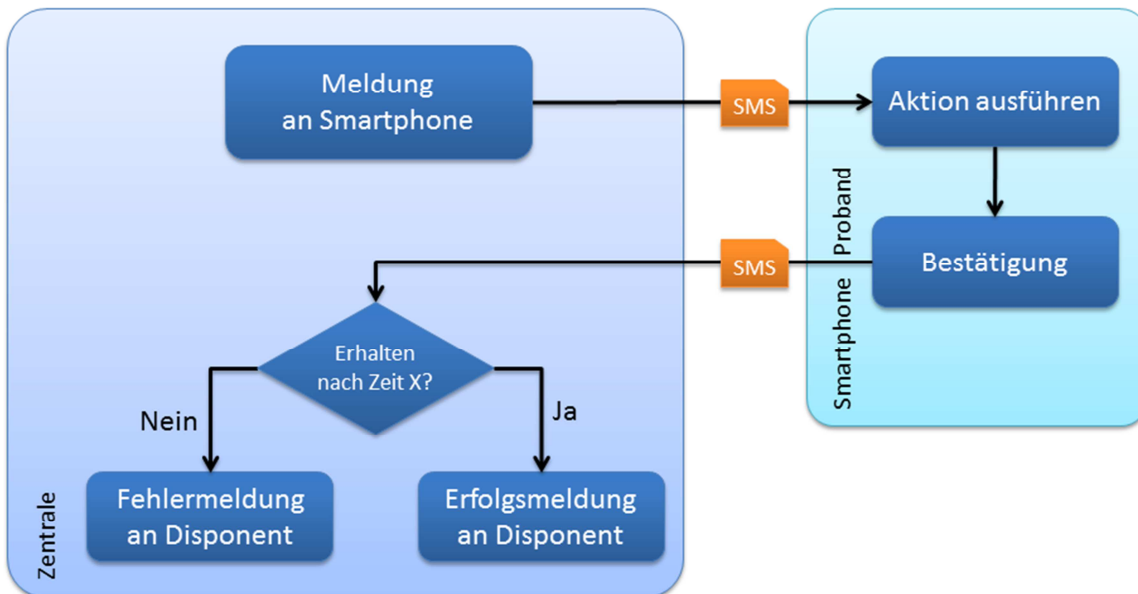 Meldung
an Smartphone
SMS
Aktion ausführen
SMS
Bestätigung
Smartphone Proband
Erhalten
nach Zeit X?
Nein
Ja
Fehlermeldung
an Disponent
Erfolgsmeldung
an Disponent
Zentrale